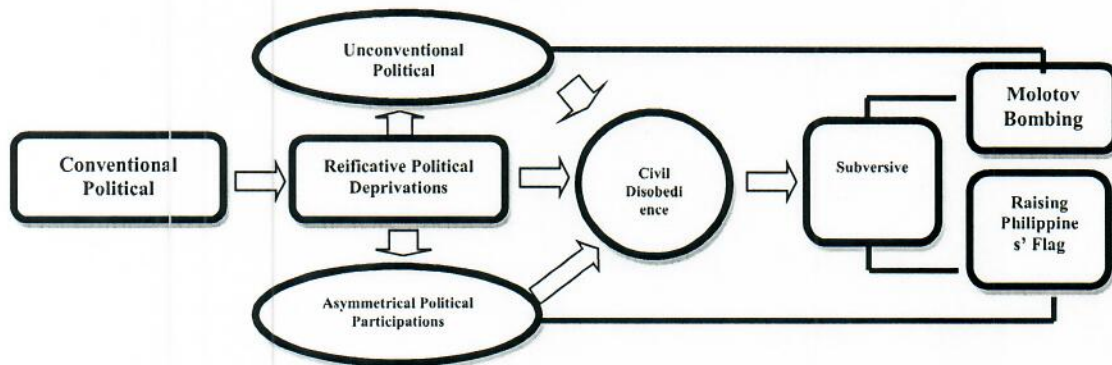 Unconventional
Political
Conventional
Political
Reificative Political
Deprivations
Asymmetrical Political
Participations
Civil
Disobedi
ence
Subversive
Molotov
Bombing
Raising
Philippine
s' Flag